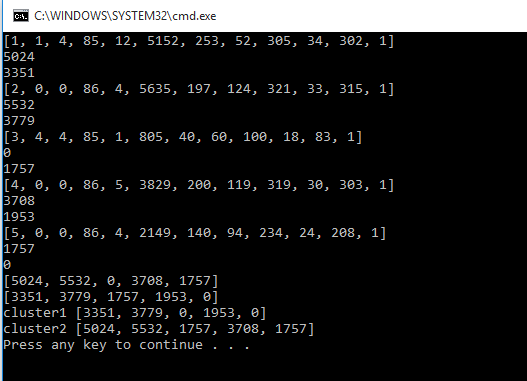 C:\WINDOWS\SYSTEM32\cmd.exe
[1, 1, 4, 85, 12, 5152, 253, 52, 305, 34, 302, 1]
5024
3351
[2, 0, 0, 86, 4, 5635, 197, 124, 321, 33, 315, 1]
5532
3779
[3, 4, 4, 85, 1, 805, 40, 60, 100, 18, 83, 1]
0
1757
[4, 0, 0, 86, 5, 3829, 200, 119, 319, 30, 303, 1]
3708
1953
[5, 0, 0, 86, 4, 2149, 140, 94, 234, 24, 208, 1]
1757
0
[5024, 5532, 0, 3708, 1757]
[3351, 3779, 1757, 1953, 0]
cluster1 [3351, 3779, 0, 1953, 0]
cluster2 [5024, 5532, 1757, 3708, 1757]
Press any key to continue . . .